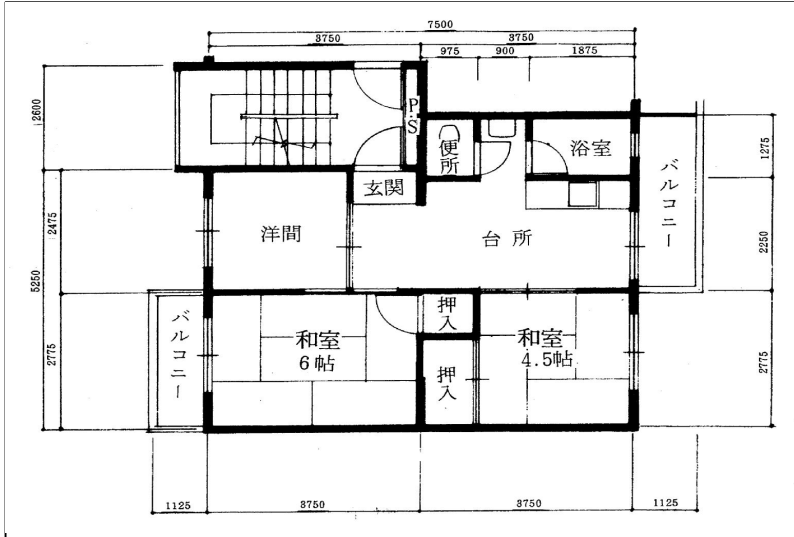 7500
3750
3750
975
900
1875
2600
P.S
便所
浴室
1275
バルコニー
玄関
洋間
台所
2475
2250
5250
押入
和室
6帖
和室
4.5帖
バルコニー
押入
2775
2775
1125
3750
3750
1125